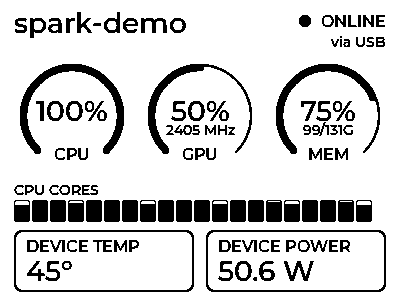 spark-demo
ONLINE
via USB
100%
CPU
50%
2405 MHz
GPU
75%
99/131G
MEM
CPU CORES
DEVICE TEMP
45°
DEVICE POWER
50.6 W